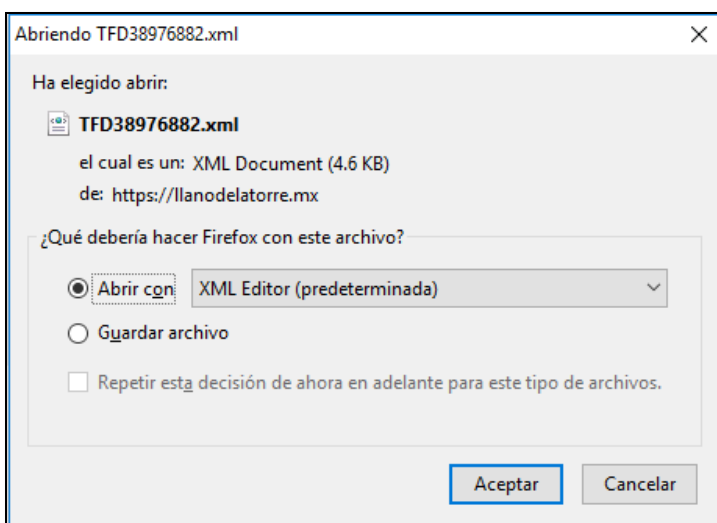 Abriendo TFD38976882.xml
Ha elegido abrir:
TFD38976882.xml
el cual es un: XML Document (4.6 KB)
de: https://llanodelatorre.mx
¿Qué debería hacer Firefox con este archivo?
Abrir con XML Editor (predeterminada)
Guardar archivo
Repetir esta decisión de ahora en adelante para este tipo de archivos.
Aceptar Cancelar